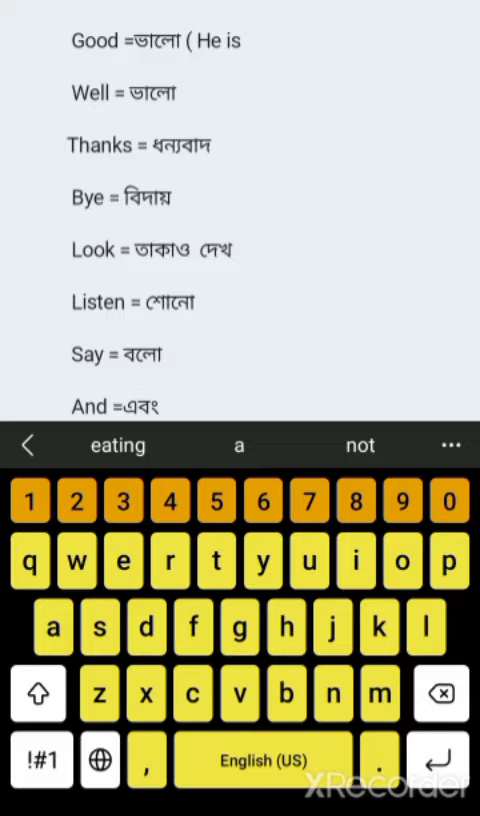 Good =ভালো ( He is
Well = ভালো
Thanks = ধন্যবাদ
Bye = বিদায়
Look = তাকাও দেখ
Listen = শোনো
Say = বলো
And =এবং
eating a not ...
1 2 3 4 5 6 7 8 9 0
q w e r t y u i o p
a s d f g h j k l
z x c v b n m
!#1 , English (US) .
XRecorder